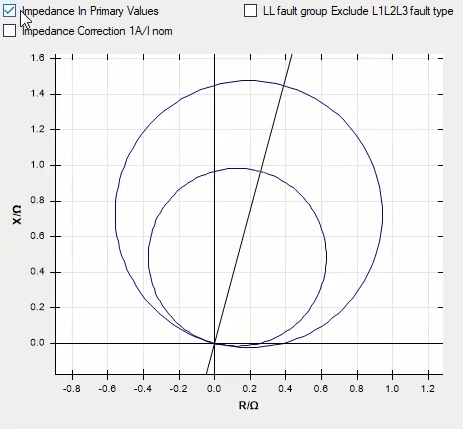 Impedance In Primary Values
LL fault group Exclude L1L2L3 fault type
Impedance Correction 1A/I nom
1.6
1.4
1.2
1.0
0.8
0.6
0.4
0.2
0.0
X/Ω
-0.8 -0.6 -0.4 -0.2 0.0 0.2 0.4 0.6 0.8 1.0 1.2
R/Ω